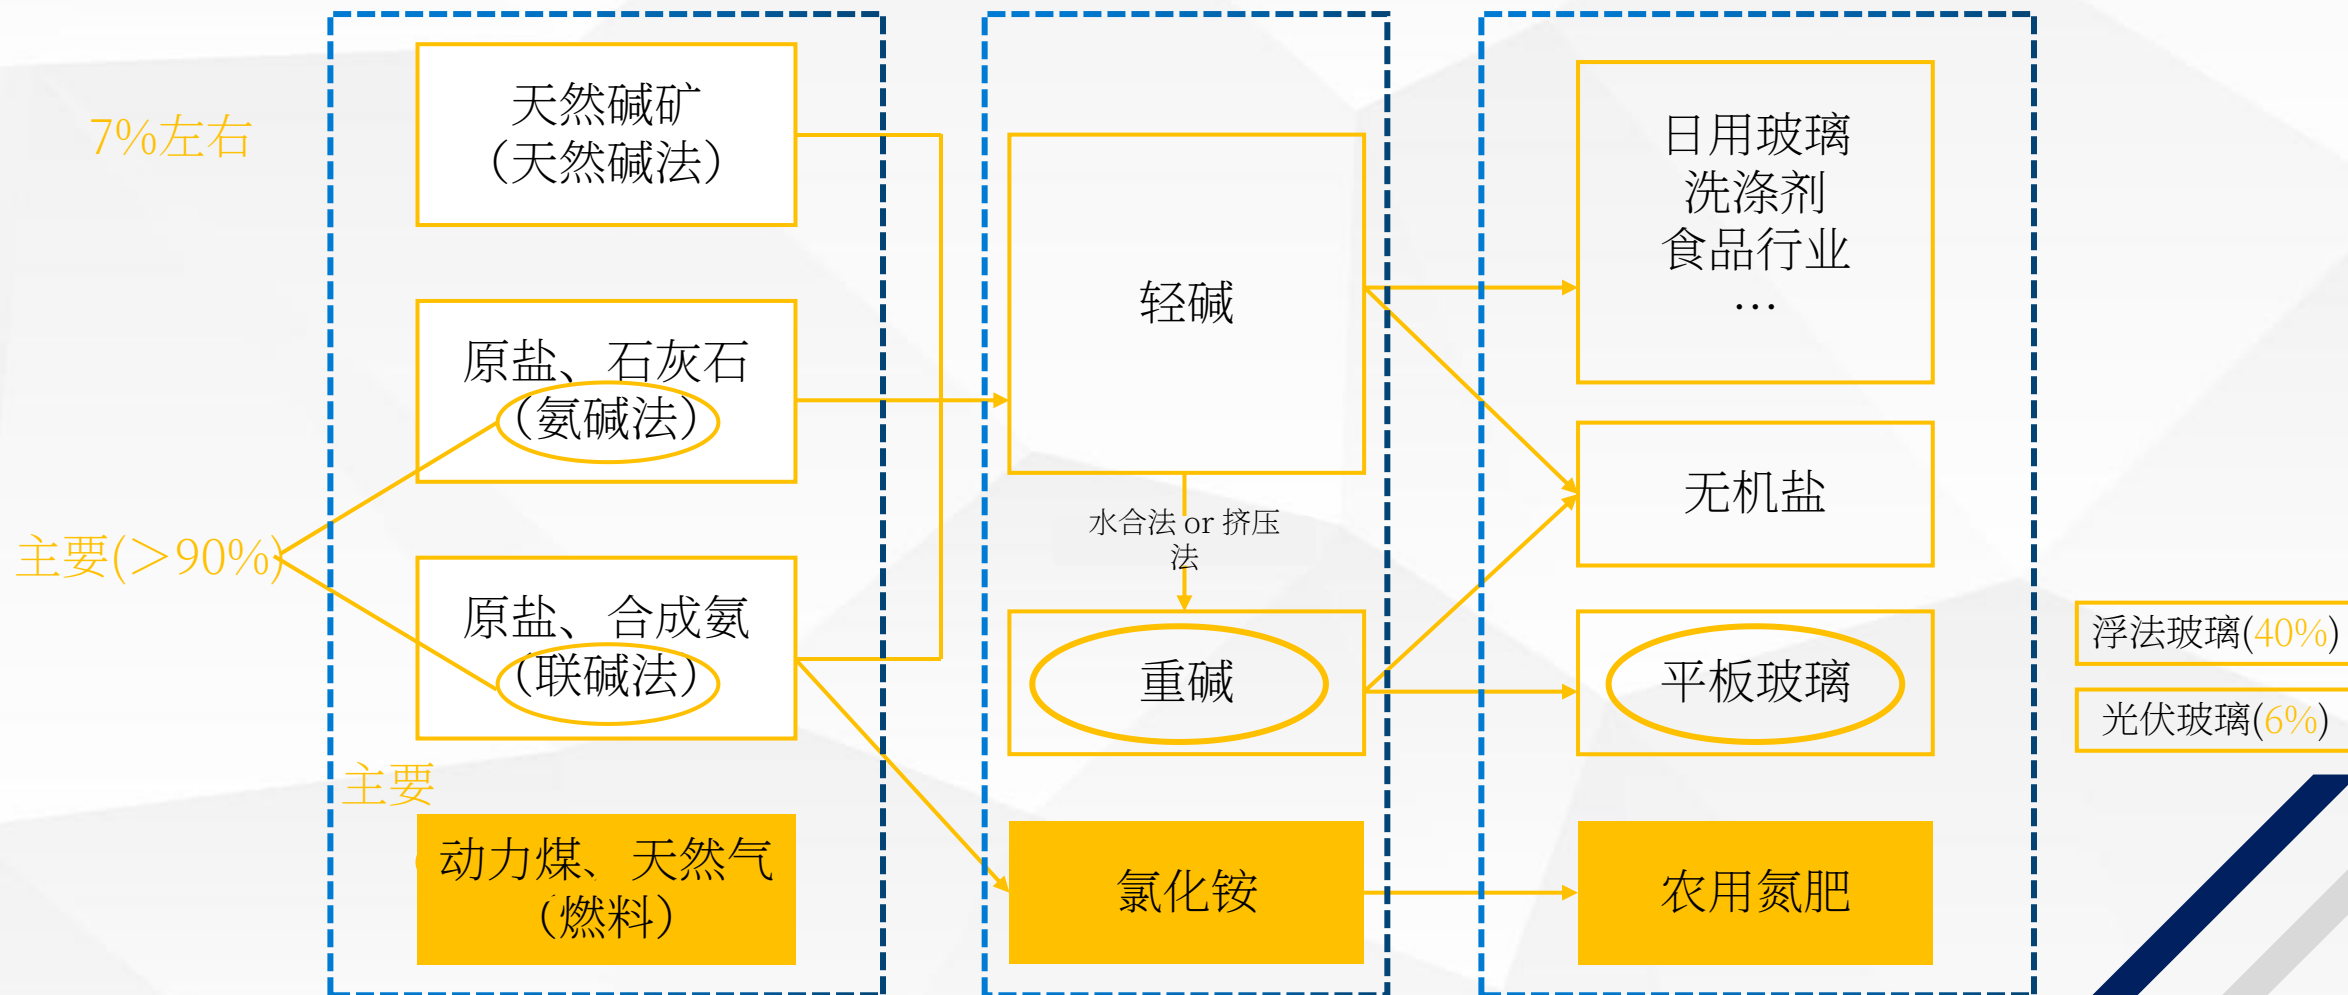 7%左右
主要(＞90%)
天然碱矿
（天然碱法）
原盐、石灰石
（氨碱法）
原盐、合成氨
（联碱法）
主要
动力煤、天然气
（燃料）
轻碱
水合法 or 挤压
法
重碱
氯化铵
日用玻璃
洗涤剂
食品行业
…
无机盐
平板玻璃
农用氮肥
浮法玻璃(40%)
光伏玻璃(6%)